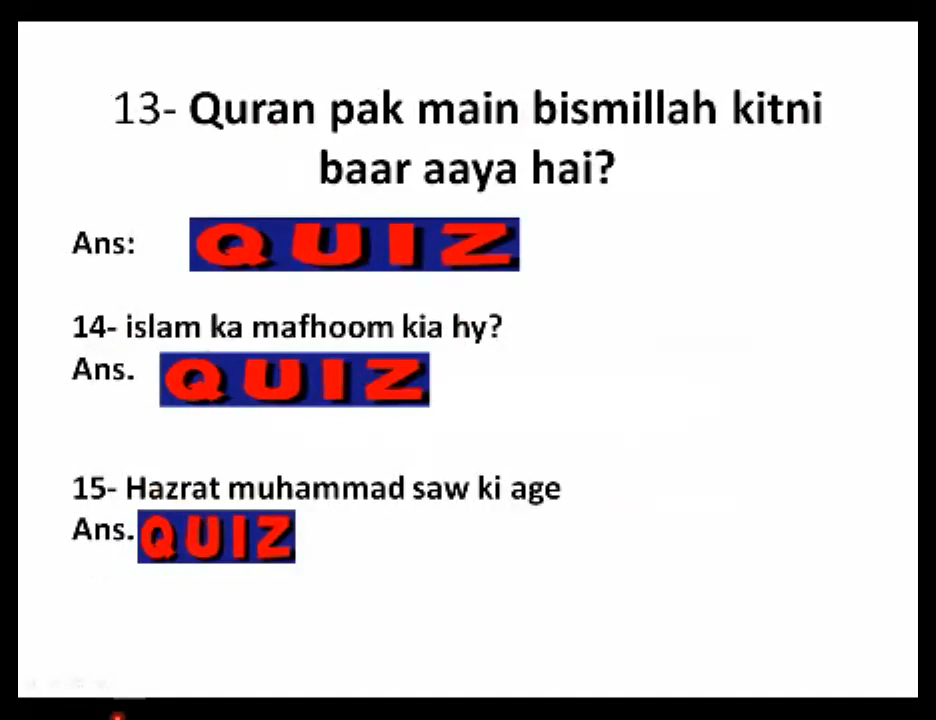 13- Quran pak main bismillah kitni
baar aaya hai?
Ans: QUIZ
14- islam ka mafhoom kia hy?
Ans. QUIZ
15- Hazrat muhammad saw ki age
Ans. QUIZ